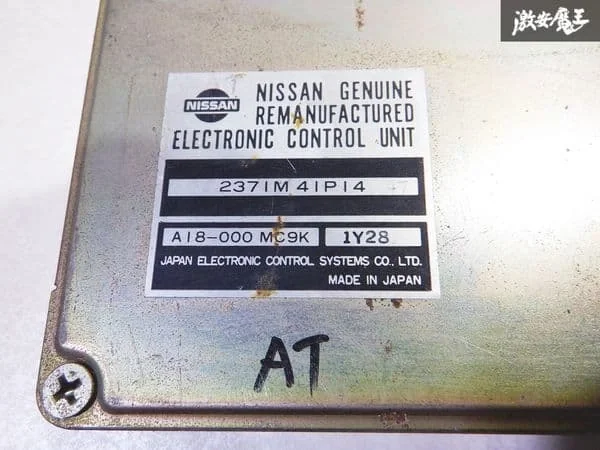 激安魔王
NISSAN
NISSAN GENUINE
REMANUFACTURED
ELECTRONIC CONTROL UNIT
2371M 41P14
A18-000 MC9K 1Y28
JAPAN ELECTRONIC CONTROL SYSTEMS CO., LTD.
MADE IN JAPAN
AT